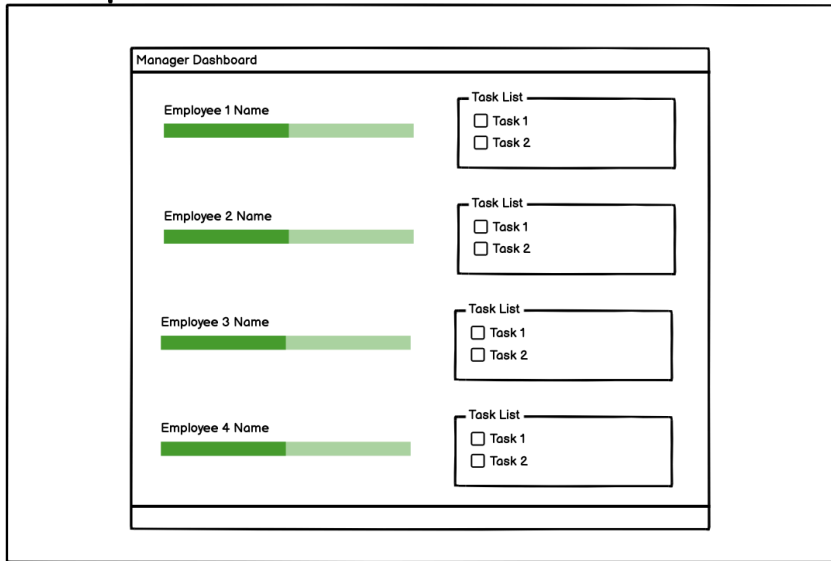 Manager Dashboard
Employee 1 Name
Task List
Task 1
Task 2
Employee 2 Name
Task List
Task 1
Task 2
Employee 3 Name
Task List
Task 1
Task 2
Employee 4 Name
Task List
Task 1
Task 2